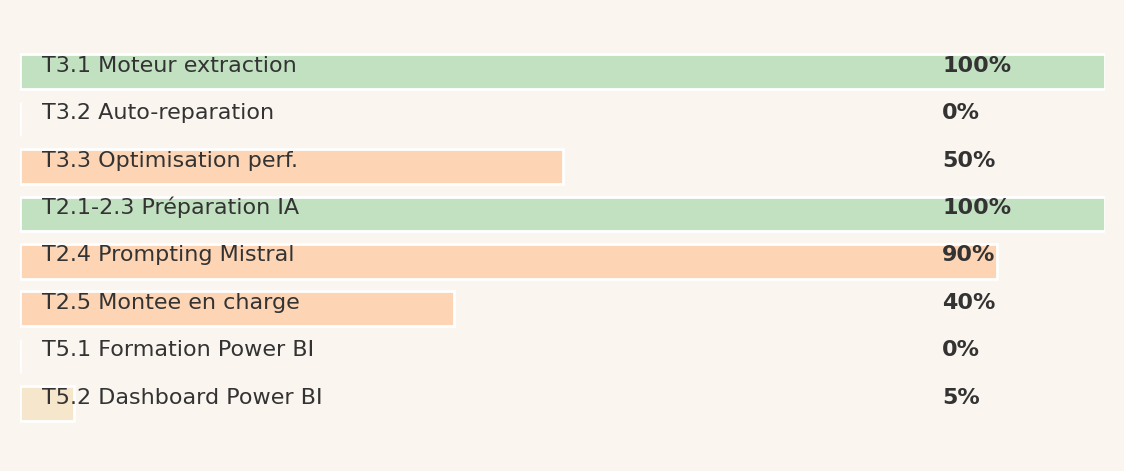 T3.1 Moteur extraction 100%
T3.2 Auto-reparation 0%
T3.3 Optimisation perf. 50%
T2.1-2.3 Préparation IA 100%
T2.4 Prompting Mistral 90%
T2.5 Montee en charge 40%
T5.1 Formation Power BI 0%
T5.2 Dashboard Power BI 5%